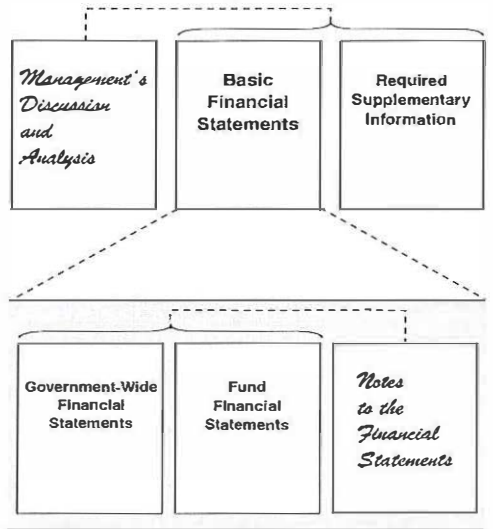 Management's
Discussion
and
Analysis
Basic
Financial
Statements
Required
Supplementary
Information
Government-Wide
Financial
Statements
Fund
Financial
Statements
Notes
to the
Financial
Statements